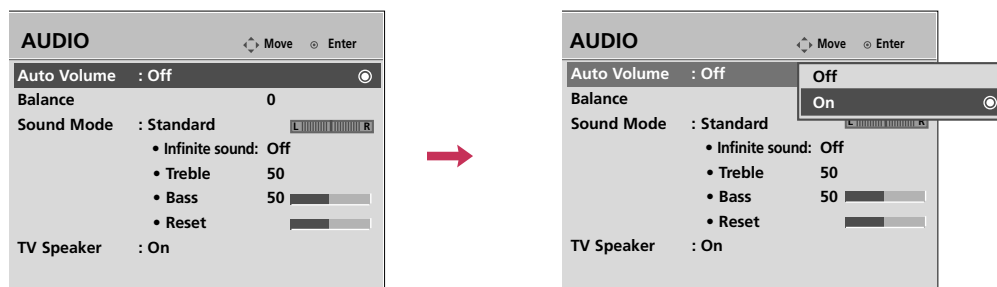 AUDIO Move Enter
Auto Volume : Off
Balance 0
Sound Mode : Standard L R
• Infinite sound: Off
• Treble 50
• Bass 50
• Reset
TV Speaker : On
AUDIO Move Enter
Auto Volume : Off
Off
On
Balance
Sound Mode : Standard L R
• Infinite sound: Off
• Treble 50
• Bass 50
• Reset
TV Speaker : On